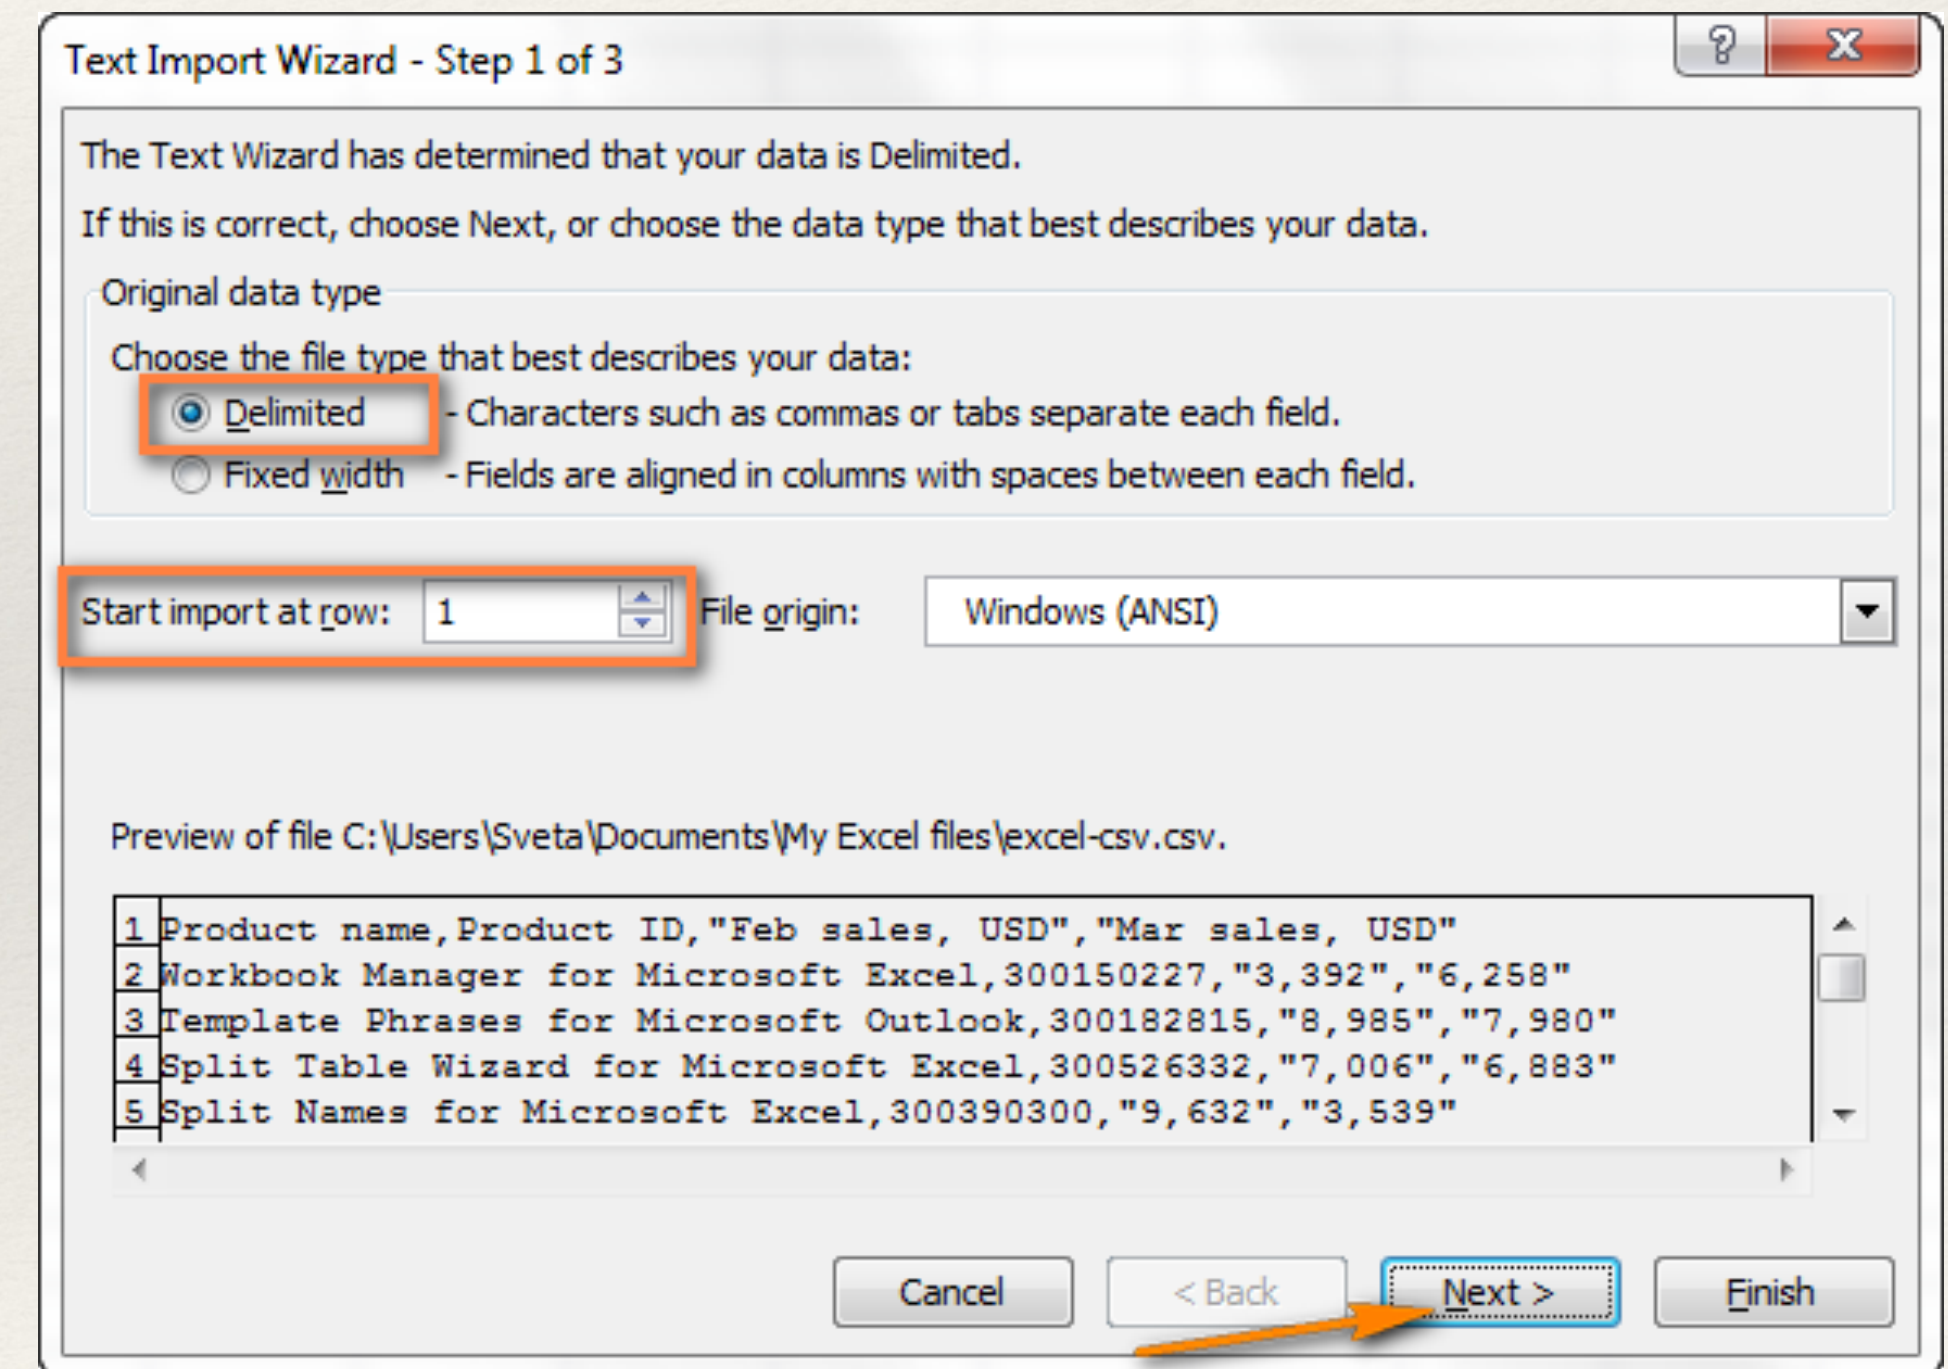 Text Import Wizard - Step 1 of 3
The Text Wizard has determined that your data is Delimited.
If this is correct, choose Next, or choose the data type that best describes your data.
Original data type
Choose the file type that best describes your data:
Delimited - Characters such as commas or tabs separate each field.
Fixed width - Fields are aligned in columns with spaces between each field.
Start import at row: 1 File origin: Windows (ANSI)
Preview of file C:\Users\Sveta\Documents\My Excel files\excel-csv.csv.
1 Product name,Product ID,"Feb sales, USD","Mar sales, USD"
2 Workbook Manager for Microsoft Excel,300150227,"3,392","6,258"
3 Template Phrases for Microsoft Outlook,300182815,"8,985","7,980"
4 Split Table Wizard for Microsoft Excel,300526332,"7,006","6,883"
5 Split Names for Microsoft Excel,300390300,"9,632","3,539"
Cancel < Back Next > Finish